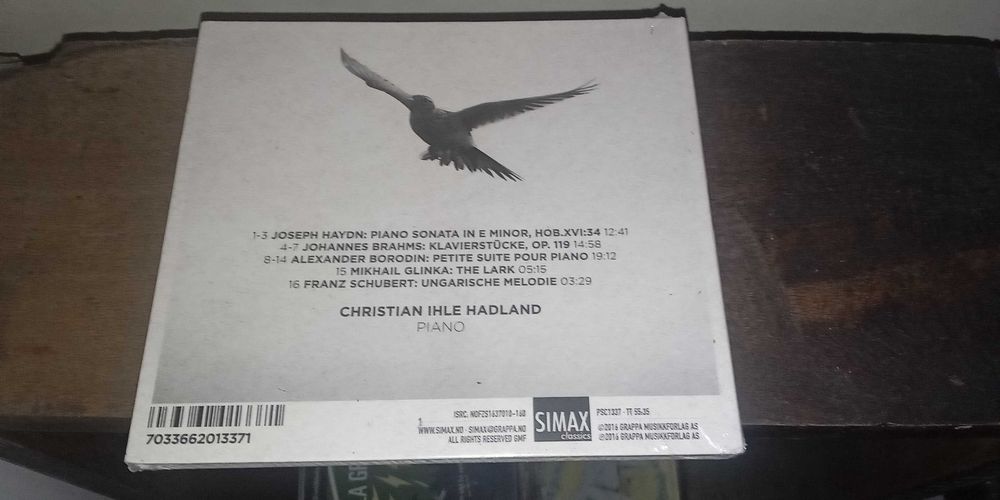 1-3 JOSEPH HAYDN: PIANO SONATA IN E MINOR, HOB.XVI:34 12:41
4-7 JOHANNES BRAHMS: KLAVIERSTÜCKE, OP. 119 14:58
8-14 ALEXANDER BORODIN: PETITE SUITE POUR PIANO 19:12
15 MIKHAIL GLINKA: THE LARK 05:15
16 FRANZ SCHUBERT: UNGARISCHE MELODIE 03:29
CHRISTIAN IHLE HADLAND
PIANO
7033662013371
ISRC: NOFZS1637010-160
WWW.SIMAX.NO · SIMAX@GRAPPA.NO
ALL RIGHTS RESERVED GMF
SIMAX
classics
PSC1337 · TT 55:35
©2016 GRAPPA MUSIKKFORLAG AS
℗2016 GRAPPA MUSIKKFORLAG AS